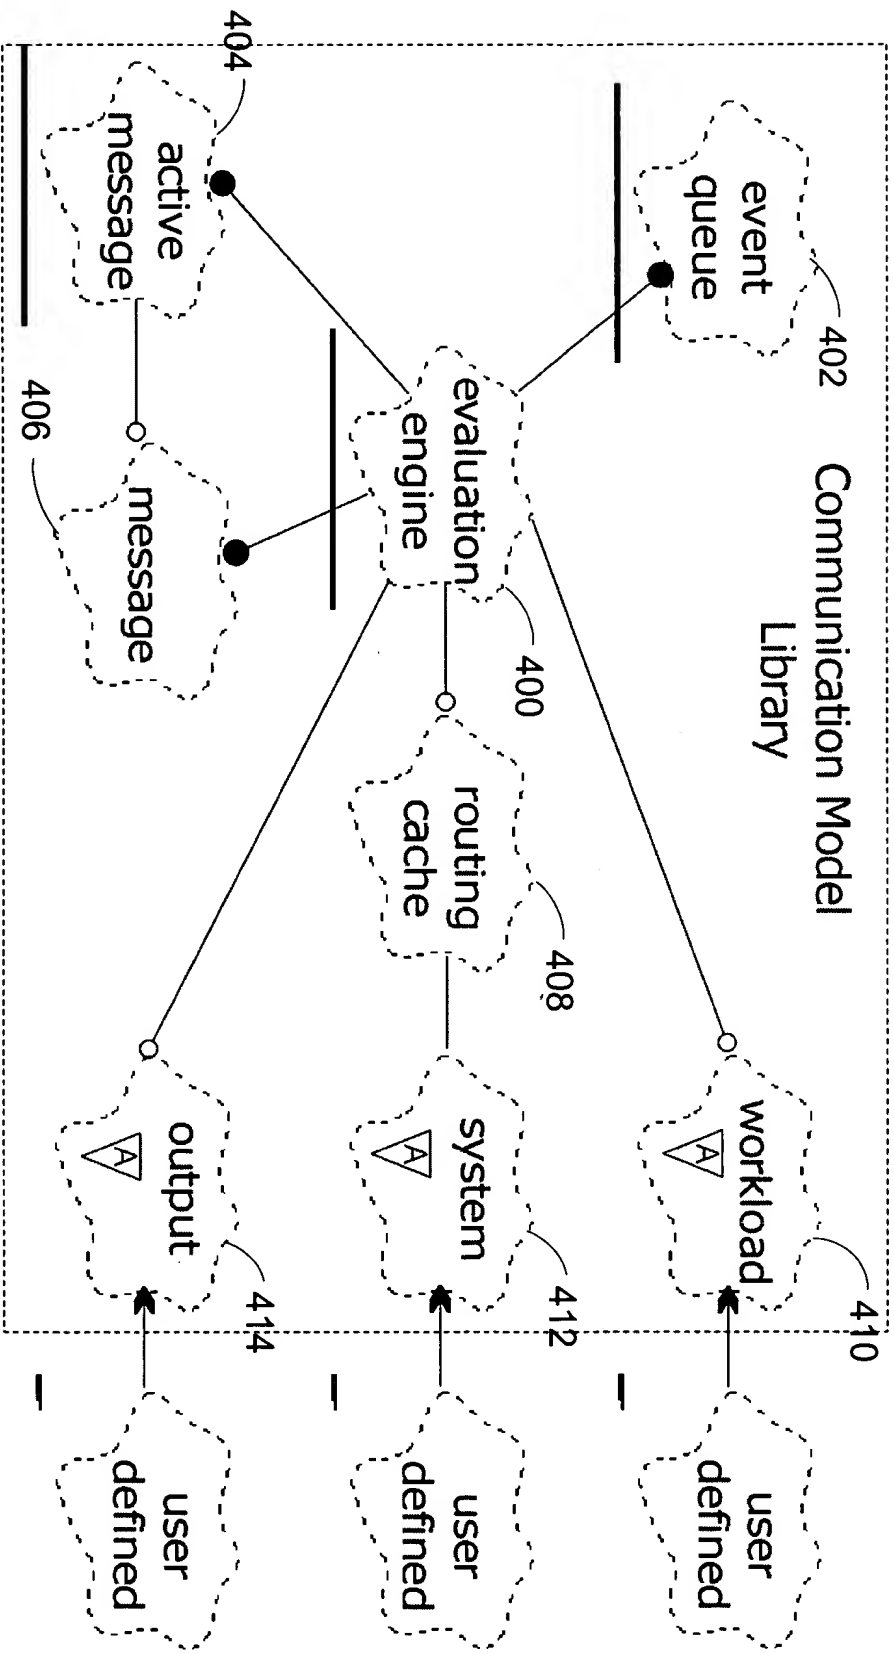 Communication Model
Library
402
event
queue
410
workload
A
user
defined
400
evaluation
engine
408
routing
cache
412
system
A
user
defined
404
active
message
406
message
414
output
A
user
defined